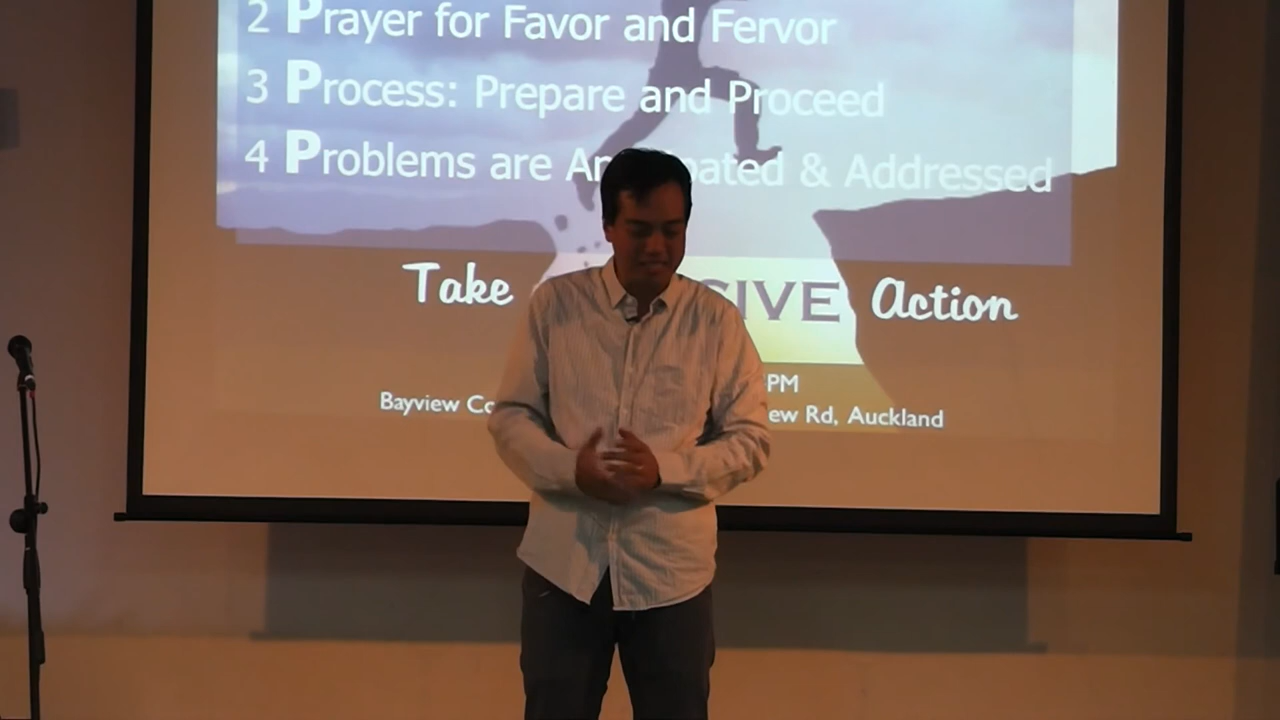 2 Prayer for Favor and Fervor
3 Process: Prepare and Proceed
4 Problems are & Addressed
Take Action
PM
Bayview Rd, Auckland